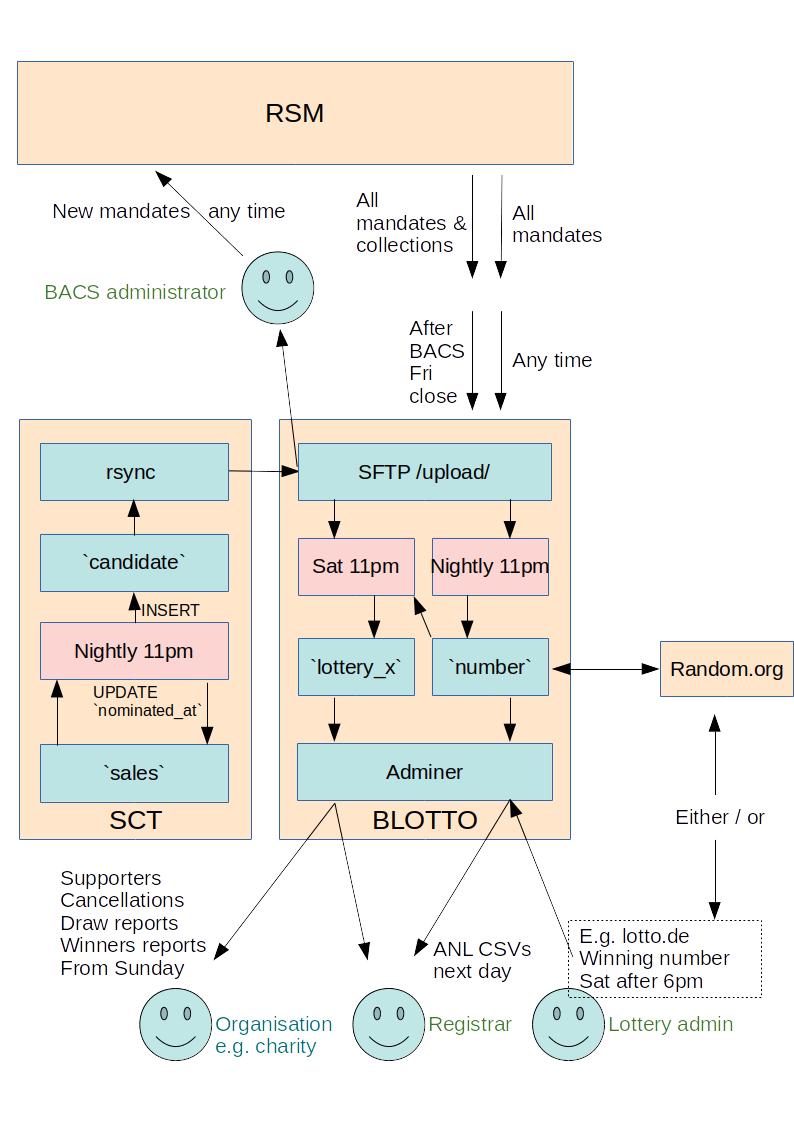 RSM
New mandates any time
All
mandates &
collections
All
mandates
BACS administrator
After
BACS
Fri
close
Any time
rsync
SFTP /upload/
`candidate`
Sat 11pm
Nightly 11pm
INSERT
Nightly 11pm
`lottery_x`
`number`
Random.org
UPDATE
`nominated_at`
`sales`
Adminer
SCT
BLOTTO
Either / or
Supporters
Cancellations
Draw reports
Winners reports
From Sunday
ANL CSVs
next day
E.g. lotto.de
Winning number
Sat after 6pm
Organisation
e.g. charity
Registrar
Lottery admin